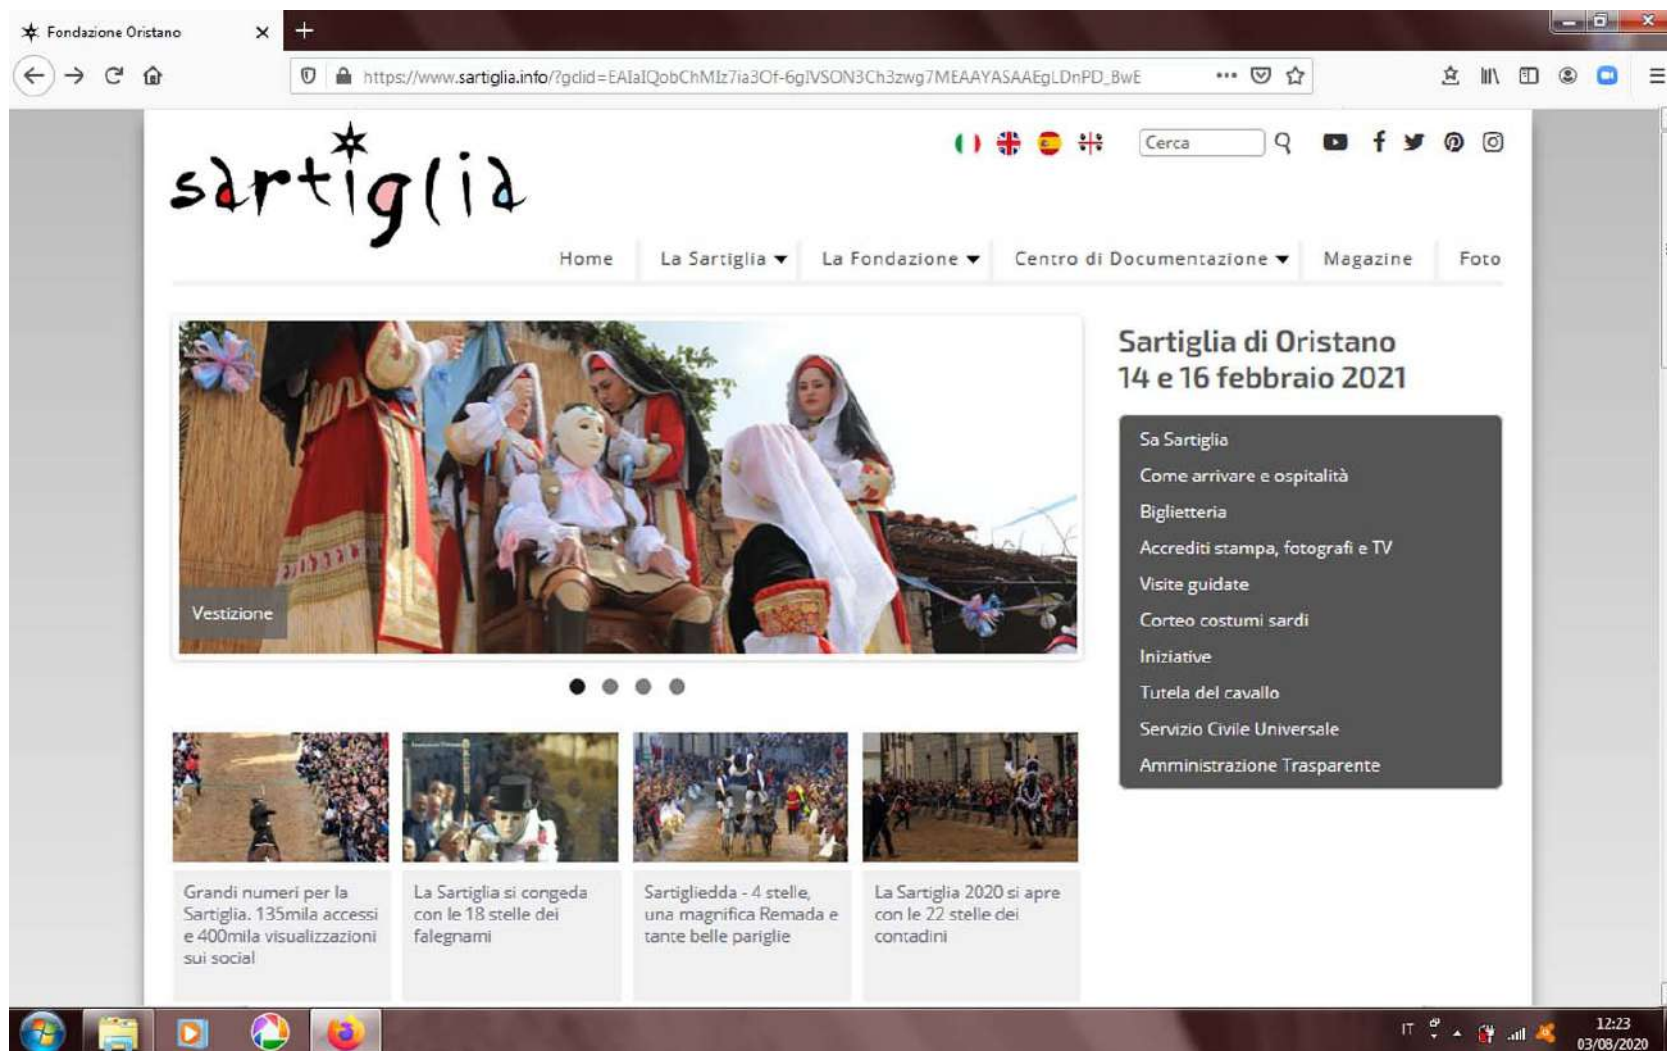 Fondazione Oristano
https://www.sartiglia.info/?gclid=EAIaIQobChMIz7ia3Of-6gIVSON3Ch3zwg7MEAAYASAAEgLDnPD_BwE
sartiglia
Cerca
Home La Sartiglia La Fondazione Centro di Documentazione Magazine Foto
Vestizione
Sartiglia di Oristano
14 e 16 febbraio 2021
Sa Sartiglia
Come arrivare e ospitalità
Biglietteria
Accrediti stampa, fotografi e TV
Visite guidate
Corteo costumi sardi
Iniziative
Tutela del cavallo
Servizio Civile Universale
Amministrazione Trasparente
Grandi numeri per la
Sartiglia. 135mila accessi
e 400mila visualizzazioni
sui social
La Sartiglia si congeda
con le 18 stelle dei
falegnami
Sartigliedda - 4 stelle,
una magnifica Remada e
tante belle pariglie
La Sartiglia 2020 si apre
con le 22 stelle dei
contadini
IT
12:23
03/08/2020